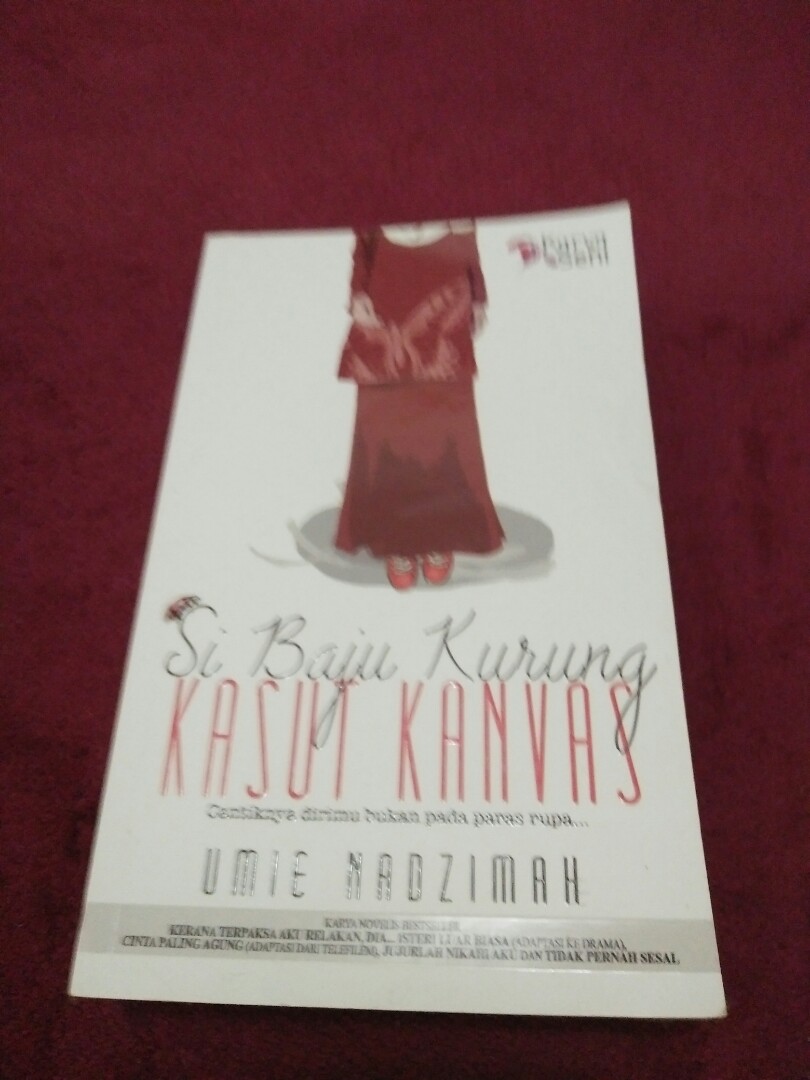 Karya
Seni
Si Baju Kurung
KASUT KANVAS
Cantiknya dirimu bukan pada paras rupa...
UMIE NADZIMAH
KARYA NOVELIS BESTSELLER
KERANA TERPAKSA AKU RELAKAN, DIA... ISTERI LUAR BIASA (ADAPTASI KE DRAMA),
CINTA PALING AGUNG (ADAPTASI DARI TELEFILEM), JUJURLAH NIKAHI AKU DAN TIDAK PERNAH SESAL